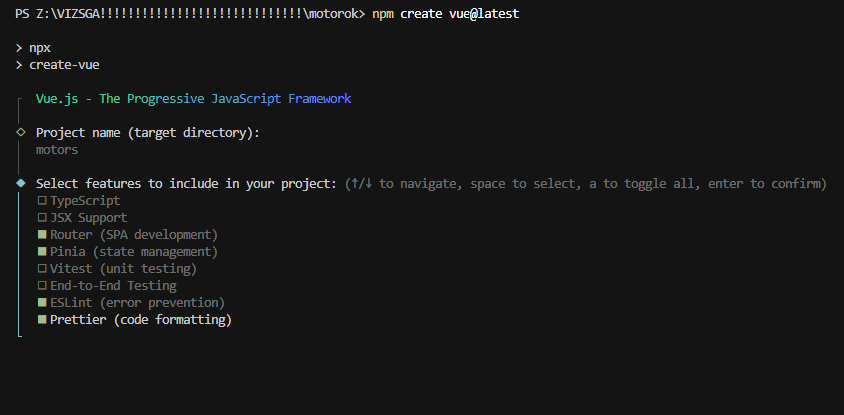 PS Z:\VIZSGA!!!!!!!!!!!!!!!!!!!!!!!!!!!!!\motorok> npm create vue@latest
> npx
> create-vue
Vue.js - The Progressive JavaScript Framework
Project name (target directory):
motors
Select features to include in your project: (↑/↓ to navigate, space to select, a to toggle all, enter to confirm)
TypeScript
JSX Support
Router (SPA development)
Pinia (state management)
Vitest (unit testing)
End-to-End Testing
ESLint (error prevention)
Prettier (code formatting)